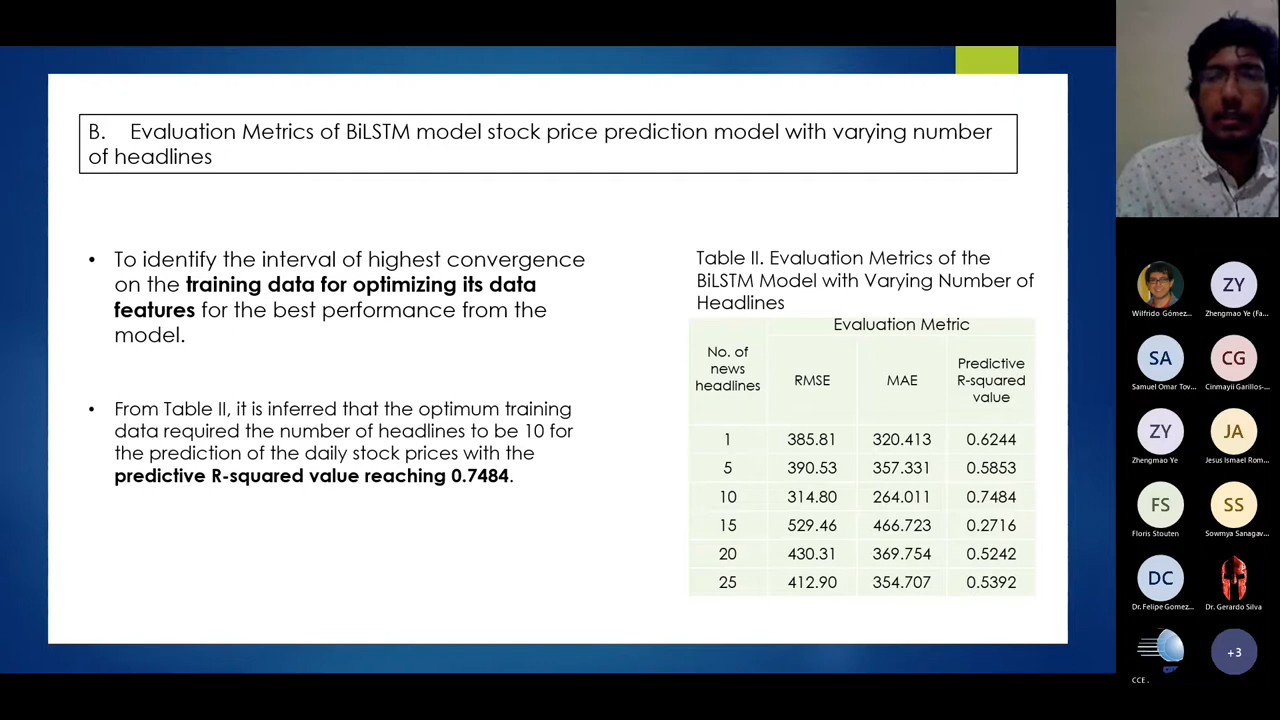 B. Evaluation Metrics of BiLSTM model stock price prediction model with varying number
of headlines
• To identify the interval of highest convergence
on the training data for optimizing its data
features for the best performance from the
model.
• From Table II, it is inferred that the optimum training
data required the number of headlines to be 10 for
the prediction of the daily stock prices with the
predictive R-squared value reaching 0.7484.
Table II. Evaluation Metrics of the
BiLSTM Model with Varying Number of
Headlines
Evaluation Metric
No. of
news
headlines
RMSE
MAE
Predictive
R-squared
value
1 385.81 320.413 0.6244
5 390.53 357.331 0.5853
10 314.80 264.011 0.7484
15 529.46 466.723 0.2716
20 430.31 369.754 0.5242
25 412.90 354.707 0.5392
ZY
Wilfrido Gómez... Zhengmao Ye (Fa...
SA CG
Samuel Omar Tov... Cinmayii Garillos-...
ZY JA
Zhengmao Ye Jesus Ismael Rom...
FS SS
Floris Stouten Sowmya Sanagav...
DC
Dr. Felipe Gomez... Dr. Gerardo Silva
+3
CCE .